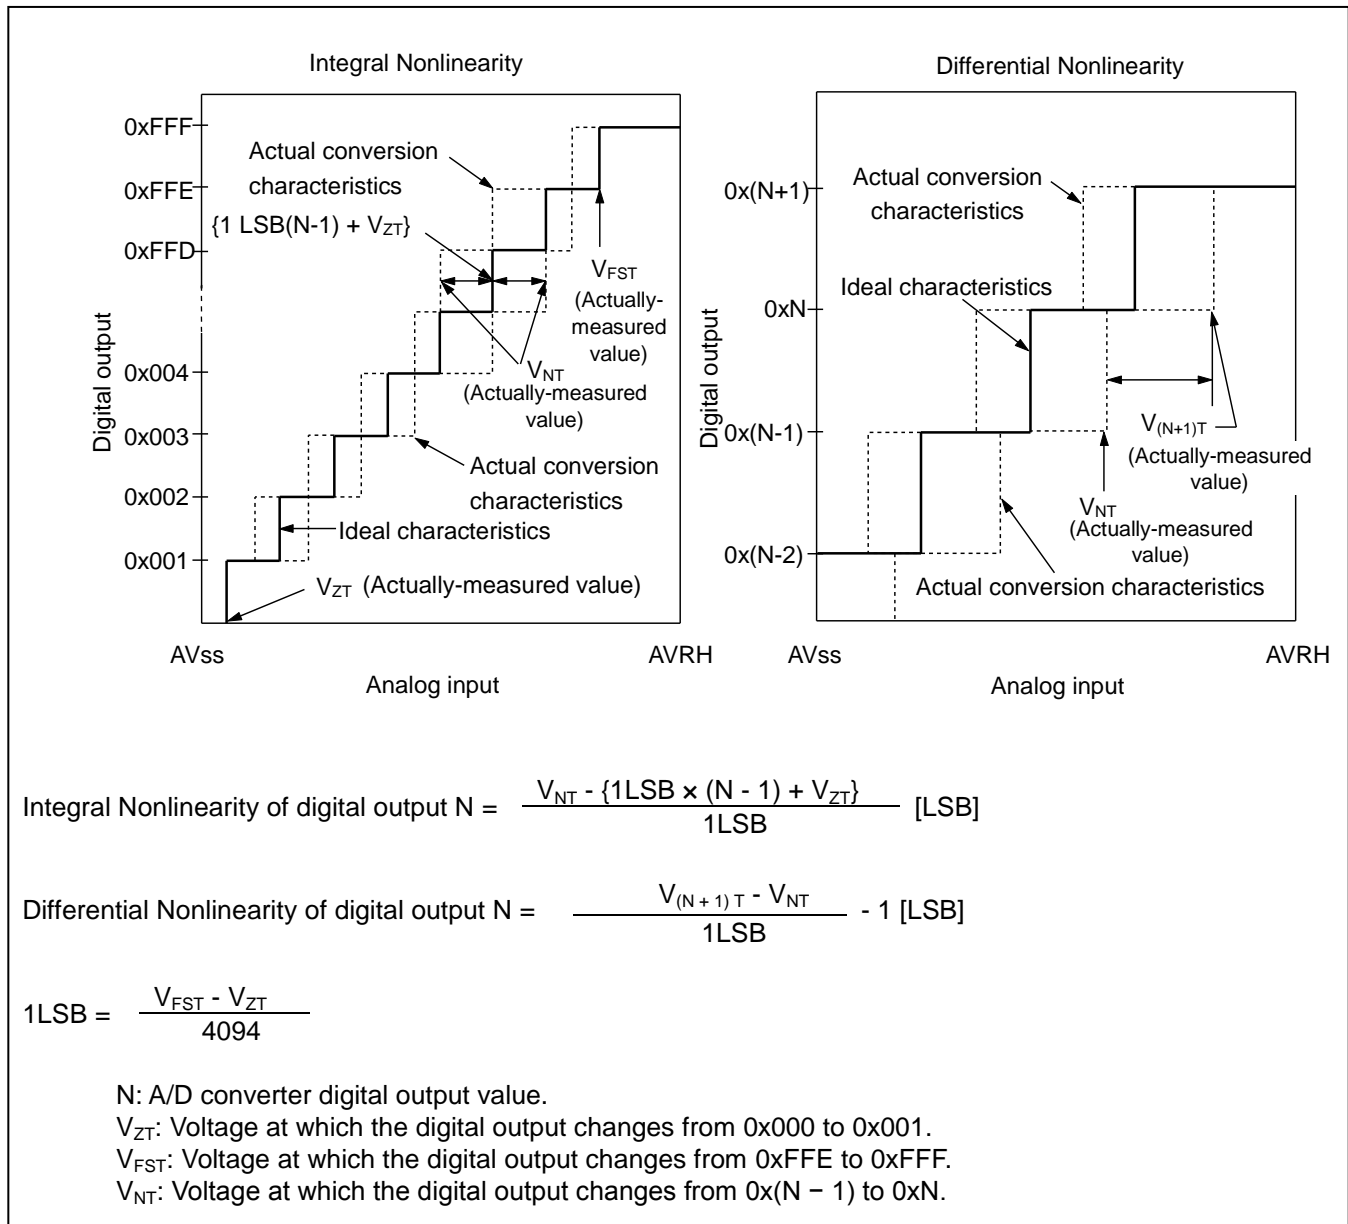 Integral Nonlinearity
Digital output
0xFFF
0xFFE
0xFFD
0x004
0x003
0x002
0x001
Actual conversion
characteristics
{1 LSB(N-1) + VZT}
VFST
(Actually-
measured
value)
VNT
(Actually-measured
value)
Actual conversion
characteristics
Ideal characteristics
VZT (Actually-measured value)
AVss
AVRH
Analog input
Differential Nonlinearity
Digital output
0x(N+1)
0xN
0x(N-1)
0x(N-2)
Actual conversion
characteristics
Ideal characteristics
V(N+1)T
(Actually-measured
value)
VNT
(Actually-measured
value)
Actual conversion characteristics
AVss
AVRH
Analog input
Integral Nonlinearity of digital output N = VNT - {1LSB × (N - 1) + VZT} / 1LSB [LSB]
Differential Nonlinearity of digital output N = V(N + 1) T - VNT / 1LSB - 1 [LSB]
1LSB = VFST - VZT / 4094
N: A/D converter digital output value.
VZT: Voltage at which the digital output changes from 0x000 to 0x001.
VFST: Voltage at which the digital output changes from 0xFFE to 0xFFF.
VNT: Voltage at which the digital output changes from 0x(N − 1) to 0xN.